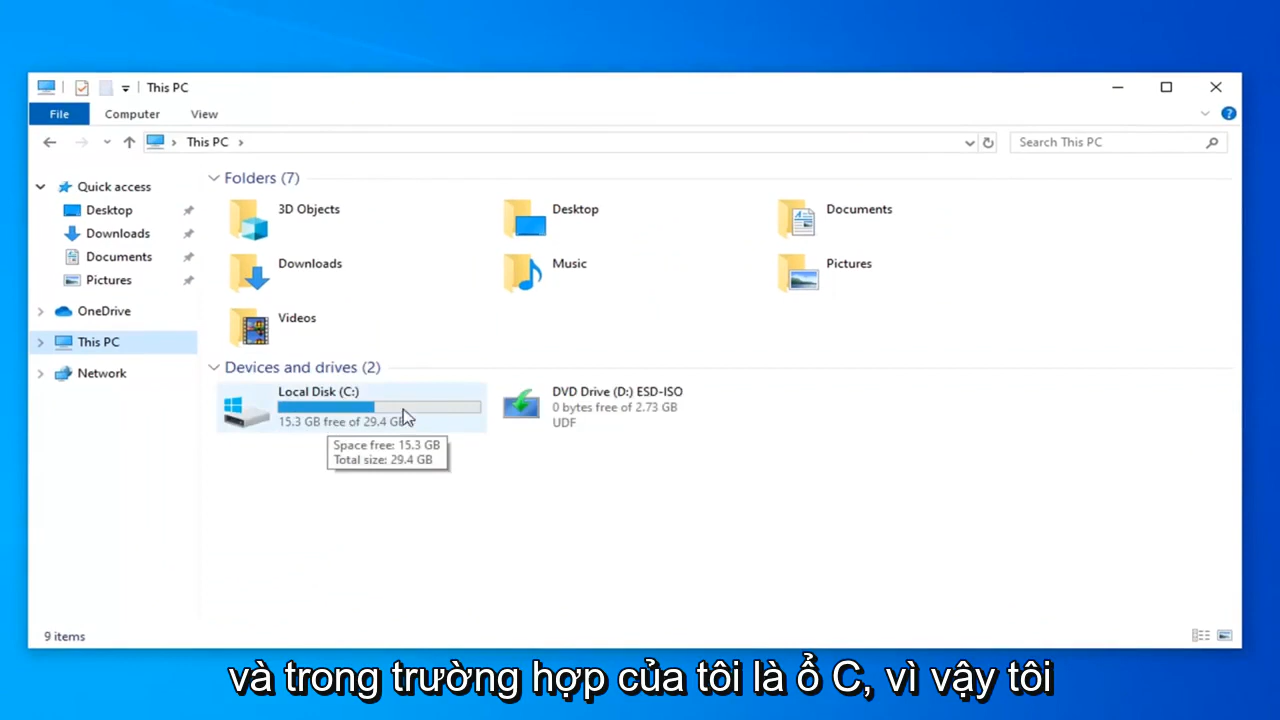 This PC
File Computer View
This PC
Search This PC
Quick access
Desktop
Downloads
Documents
Pictures
OneDrive
This PC
Network
Folders (7)
3D Objects
Desktop
Documents
Downloads
Music
Pictures
Videos
Devices and drives (2)
Local Disk (C:)
15.3 GB free of 29.4 GB
DVD Drive (D:) ESD-ISO
0 bytes free of 2.73 GB
UDF
Space free: 15.3 GB
Total size: 29.4 GB
9 items
và trong trường hợp của tôi là ổ C, vì vậy tôi